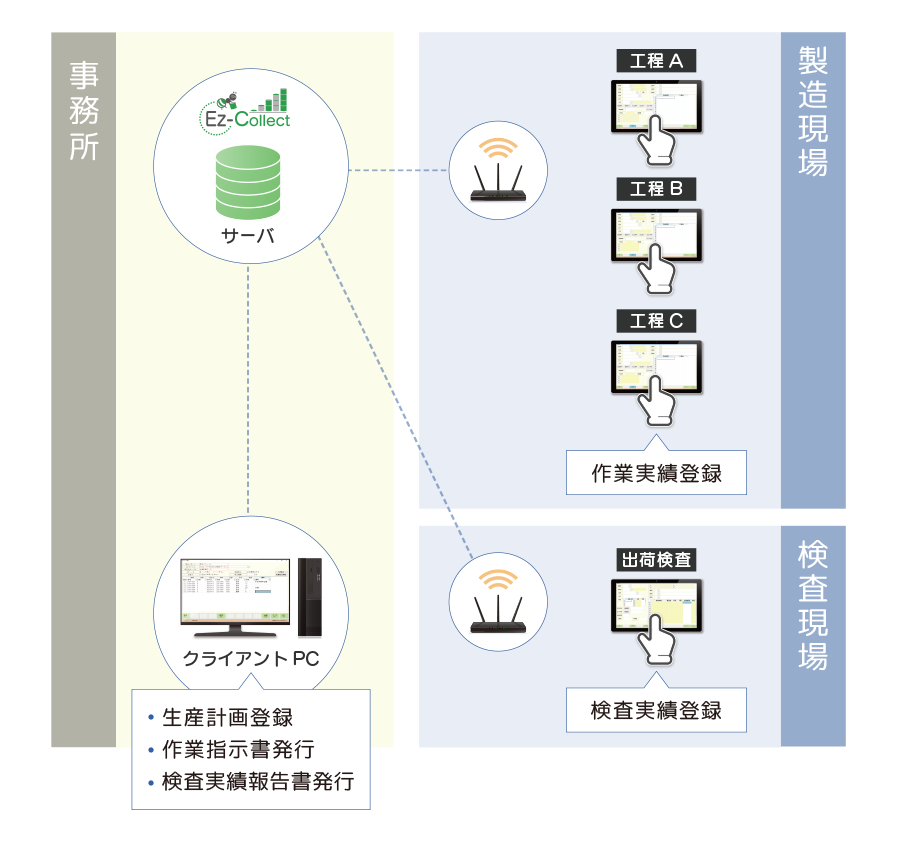 事務所
Ez-Collect
サーバ
クライアント PC
・生産計画登録
・作業指示書発行
・検査実績報告書発行
製造現場
工程 A
工程 B
工程 C
作業実績登録
検査現場
出荷検査
検査実績登録